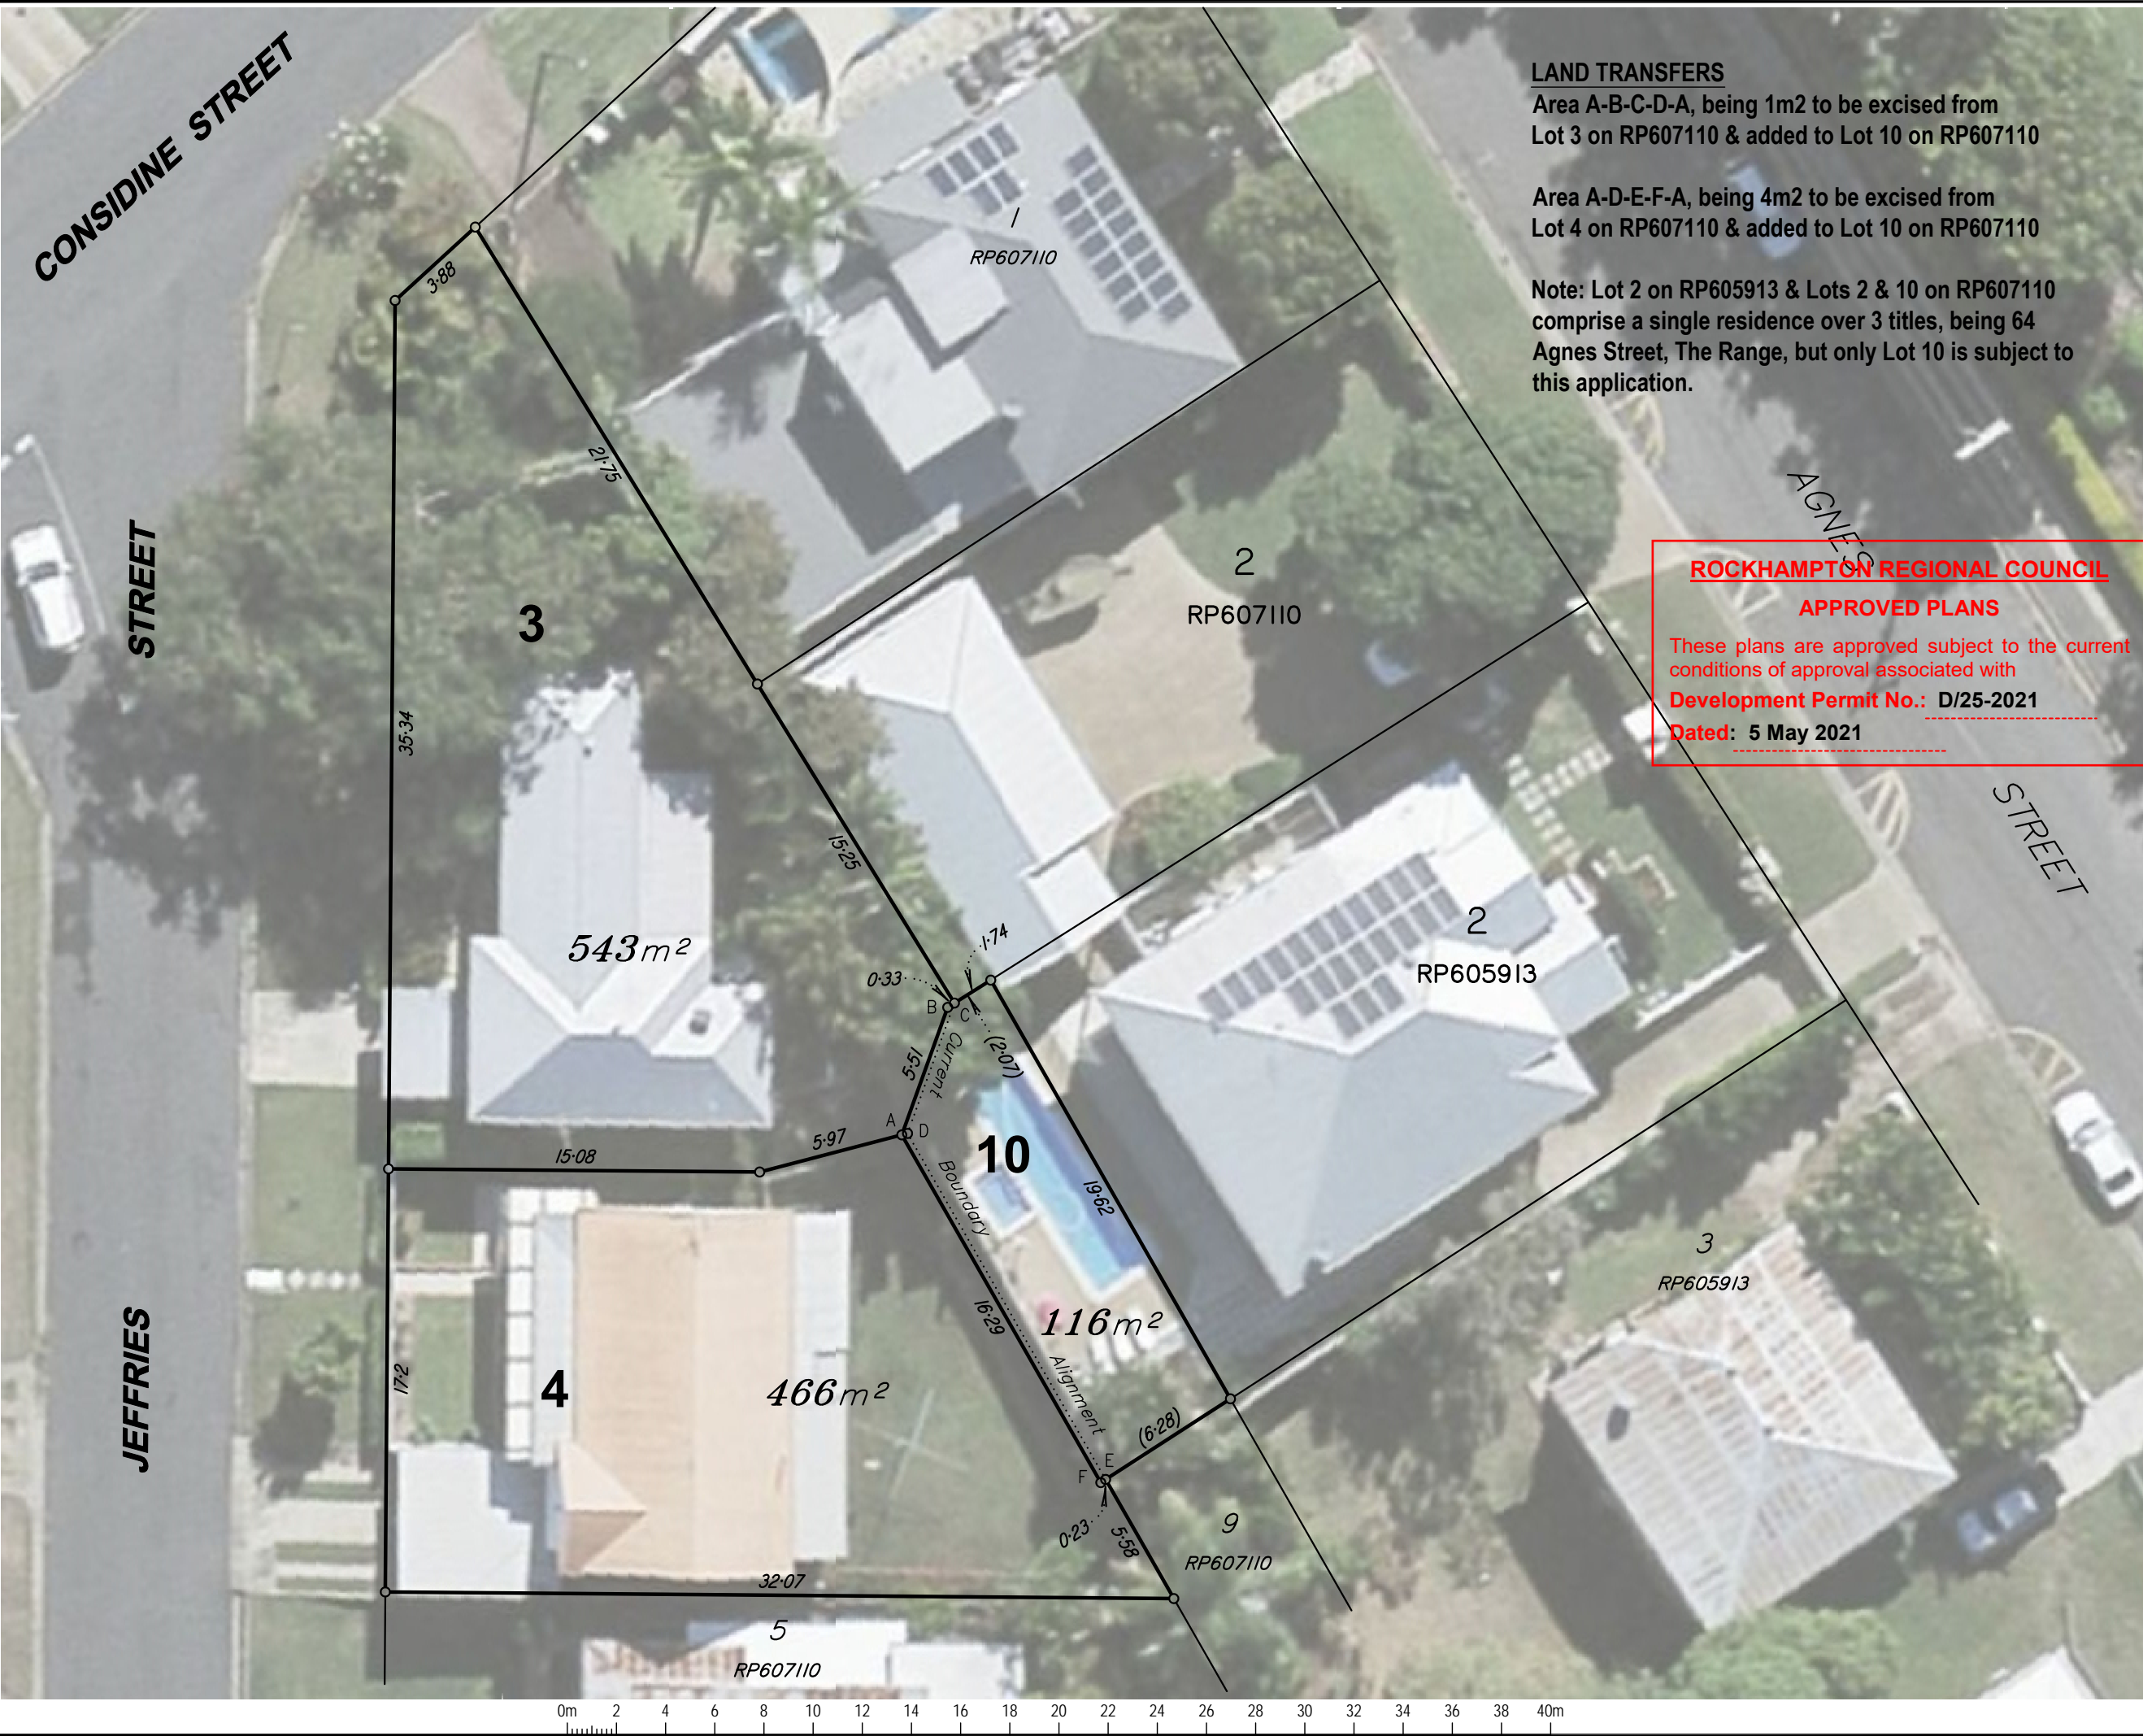 CONSIDINE STREET
LAND TRANSFERS
Area A-B-C-D-A, being 1m2 to be excised from
Lot 3 on RP607110 & added to Lot 10 on RP607110
Area A-D-E-F-A, being 4m2 to be excised from
Lot 4 on RP607110 & added to Lot 10 on RP607110
Note: Lot 2 on RP605913 & Lots 2 & 10 on RP607110
comprise a single residence over 3 titles, being 64
Agnes Street, The Range, but only Lot 10 is subject to
this application.
1
RP607110
3·88
21·75
AGNES
STREET
ROCKHAMPTON REGIONAL COUNCIL
APPROVED PLANS
These plans are approved subject to the current
conditions of approval associated with
Development Permit No.: D/25-2021
Dated: 5 May 2021
2
RP607110
STREET
3
35·34
15·25
543m²
2
RP605913
1·74
0·33
B
C
(2·07)
5·51
Current
A
D
10
5·97
15·08
Boundary
19·62
3
RP605913
16·29
116m²
JEFFRIES
17·2
4
466m²
Alignment
(6·28)
E
F
0·23
5·58
9
RP607110
32·07
5
RP607110
0m 2 4 6 8 10 12 14 16 18 20 22 24 26 28 30 32 34 36 38 40m